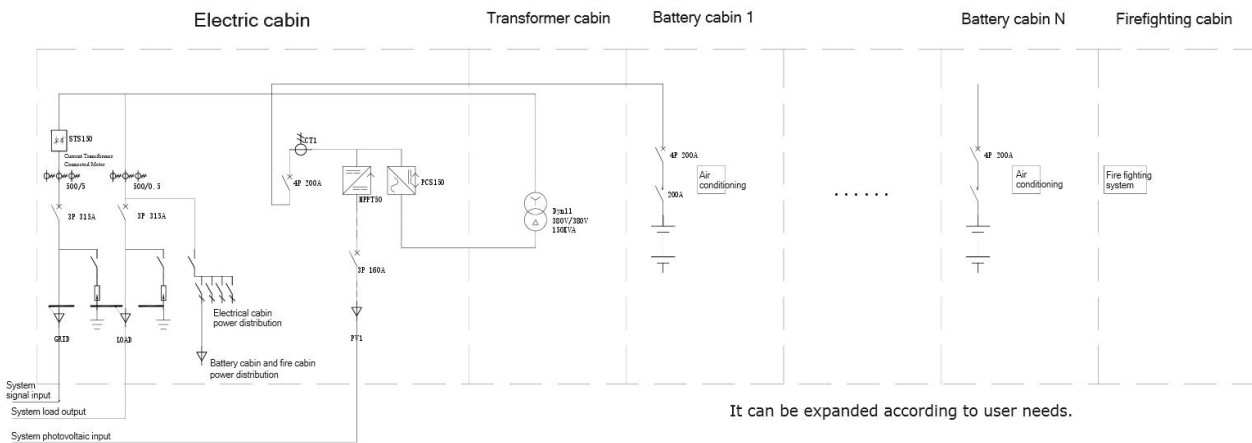 Electric cabin
Transformer cabin
Battery cabin 1
Battery cabin N
Firefighting cabin
STS150
Current Transformer
Connected Meter
500/5
500/0.5
3P 315A
3P 315A
GRID
LOAD
Electrical cabin
power distribution
Battery cabin and fire cabin
power distribution
CT1
4P 200A
MPPT50
PCS150
3P 160A
PV1
Dyn11
380V/380V
150KVA
4P 200A
200A
Air
conditioning
......
4P 200A
Air
conditioning
Fire fighting
system
System
signal input
System load output
System photovoltaic input
It can be expanded according to user needs.